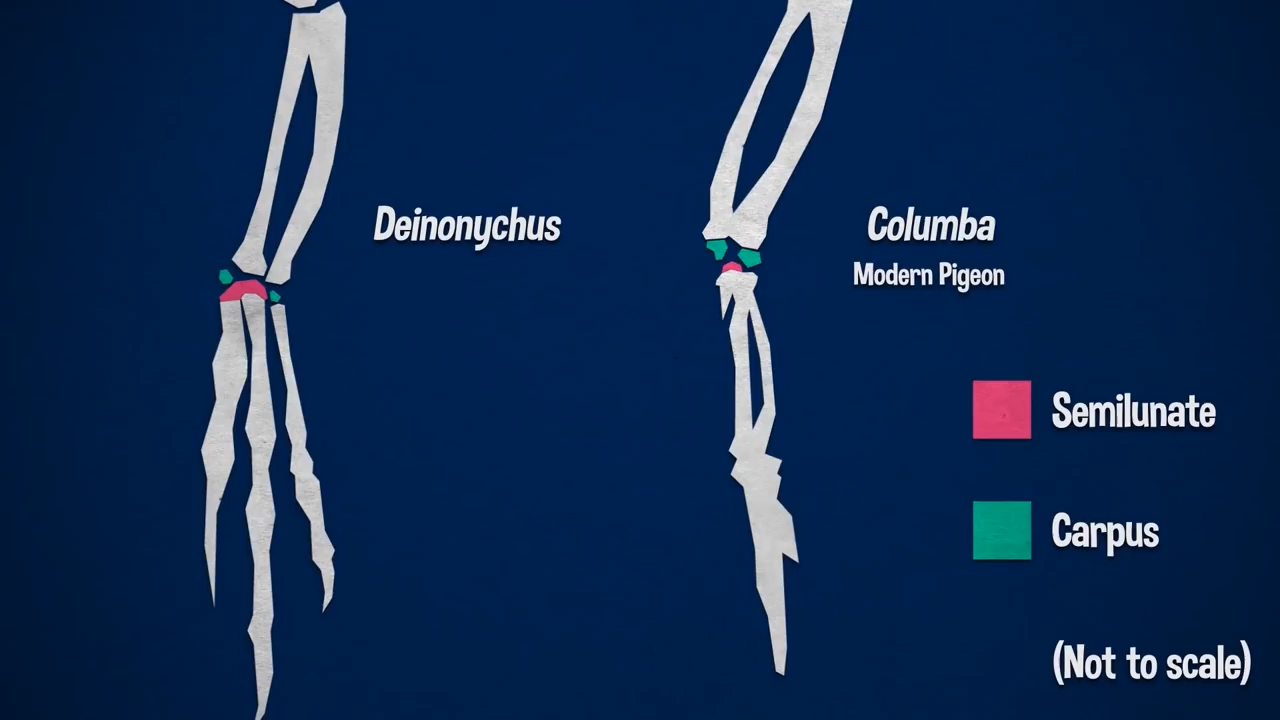 Deinonychus
Columba
Modern Pigeon
Semilunate
Carpus
(Not to scale)